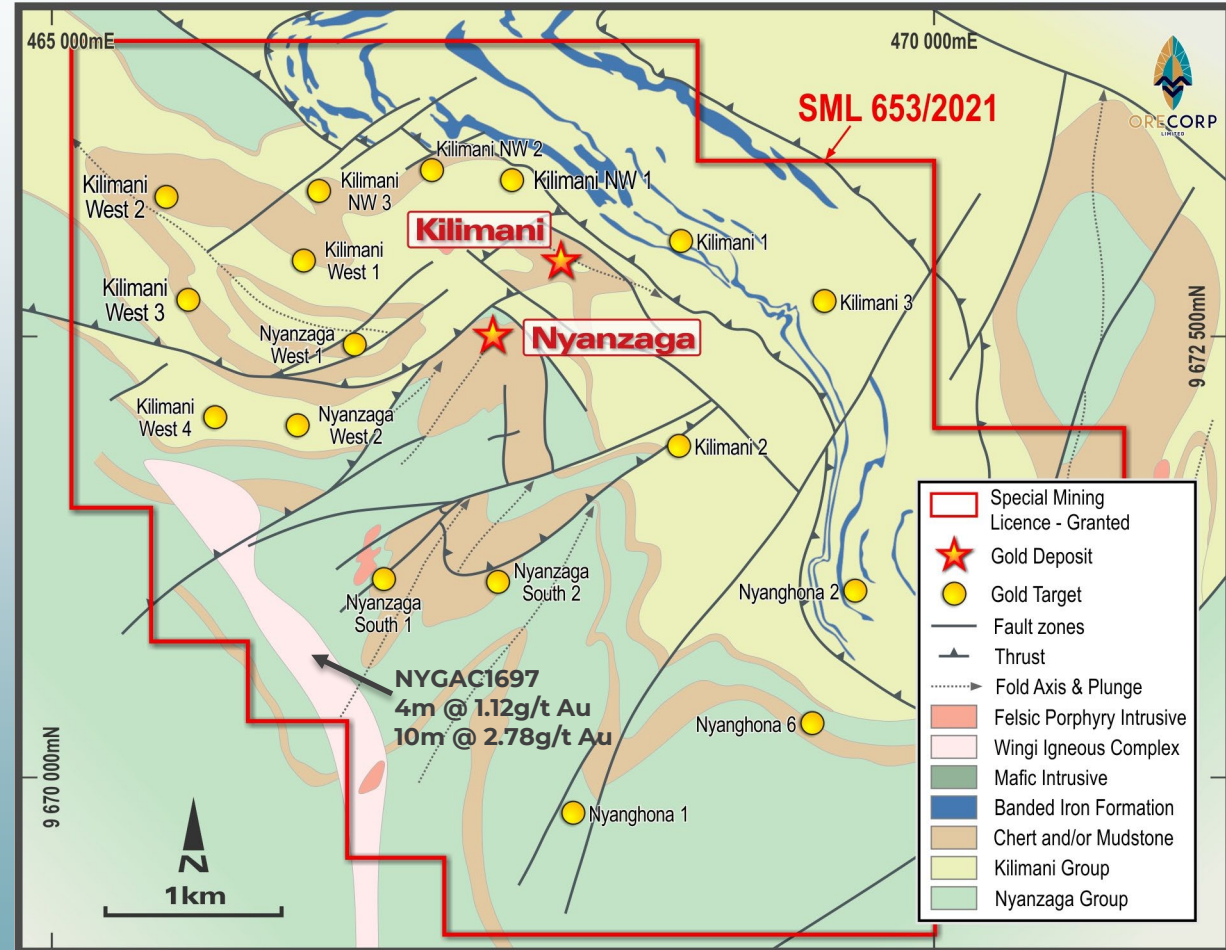 465 000mE
470 000mE
ORECORP
LIMITED
SML 653/2021
Kilimani NW 2
Kilimani
West 2
Kilimani
NW 3
Kilimani NW 1
Kilimani
Kilimani 1
Kilimani
West 1
Kilimani
West 3
Kilimani 3
Nyanzaga
West 1
Nyanzaga
9 672 500mN
Kilimani
West 4
Nyanzaga
West 2
Kilimani 2
Nyanzaga
South 1
Nyanzaga
South 2
Nyanghona 2
NYGAC1697
4m @ 1.12g/t Au
10m @ 2.78g/t Au
Nyanghona 6
9 670 000mN
Nyanghona 1
N
1km
Special Mining
Licence - Granted
Gold Deposit
Gold Target
Fault zones
Thrust
Fold Axis & Plunge
Felsic Porphyry Intrusive
Wingi Igneous Complex
Mafic Intrusive
Banded Iron Formation
Chert and/or Mudstone
Kilimani Group
Nyanzaga Group